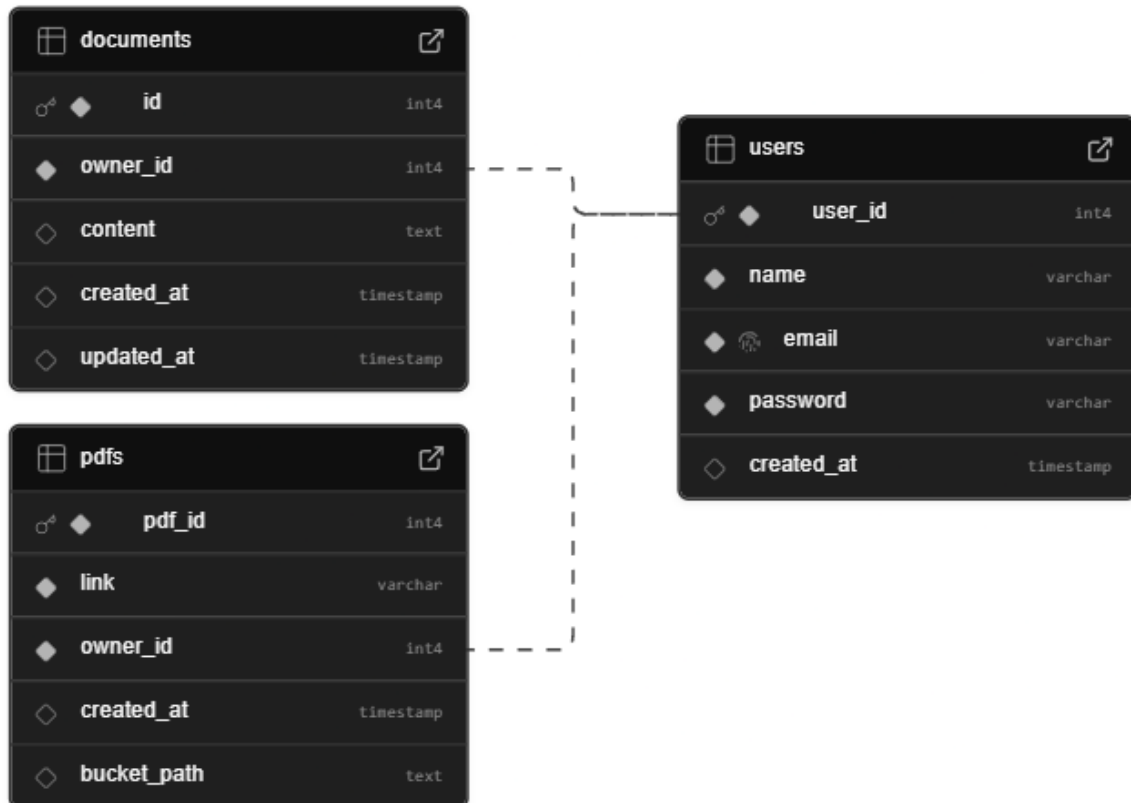 documents
id int4
owner_id int4
content text
created_at timestamp
updated_at timestamp
users
user_id int4
name varchar
email varchar
password varchar
created_at timestamp
pdfs
pdf_id int4
link varchar
owner_id int4
created_at timestamp
bucket_path text